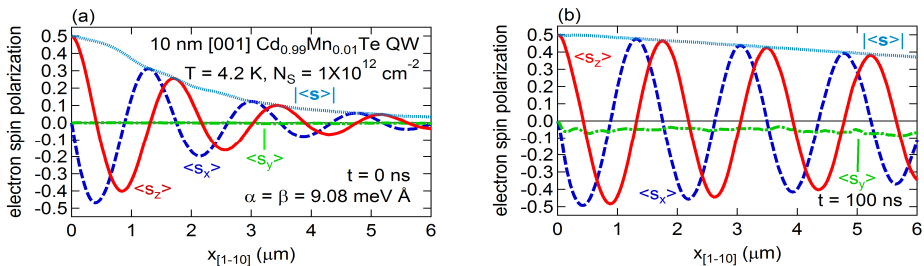 (a)
10 nm [001] Cd0.99Mn0.01Te QW
T = 4.2 K, NS = 1X10^12 cm^-2
|<s>|
<sy>
<sx>
<sz>
t = 0 ns
α = β = 9.08 meV Å
electron spin polarization
0.5
0.4
0.3
0.2
0.1
0.0
-0.1
-0.2
-0.3
-0.4
-0.5
0 1 2 3 4 5 6
x[1-10] (μm)
(b)
<sz>
|<s>|
<sx>
<sy>
t = 100 ns
electron spin polarization
0.5
0.4
0.3
0.2
0.1
0.0
-0.1
-0.2
-0.3
-0.4
-0.5
0 1 2 3 4 5 6
x[1-10] (μm)